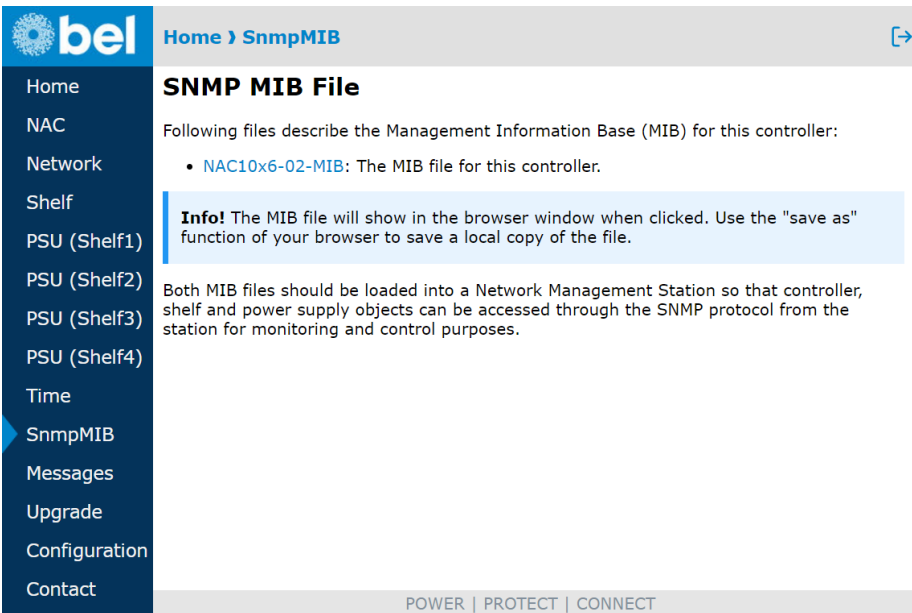 bel
Home ❯ SnmpMIB
Home
NAC
Network
Shelf
PSU (Shelf1)
PSU (Shelf2)
PSU (Shelf3)
PSU (Shelf4)
Time
SnmpMIB
Messages
Upgrade
Configuration
Contact
SNMP MIB File
Following files describe the Management Information Base (MIB) for this controller:
• NAC10x6-02-MIB: The MIB file for this controller.
Info! The MIB file will show in the browser window when clicked. Use the "save as"
function of your browser to save a local copy of the file.
Both MIB files should be loaded into a Network Management Station so that controller,
shelf and power supply objects can be accessed through the SNMP protocol from the
station for monitoring and control purposes.
POWER | PROTECT | CONNECT